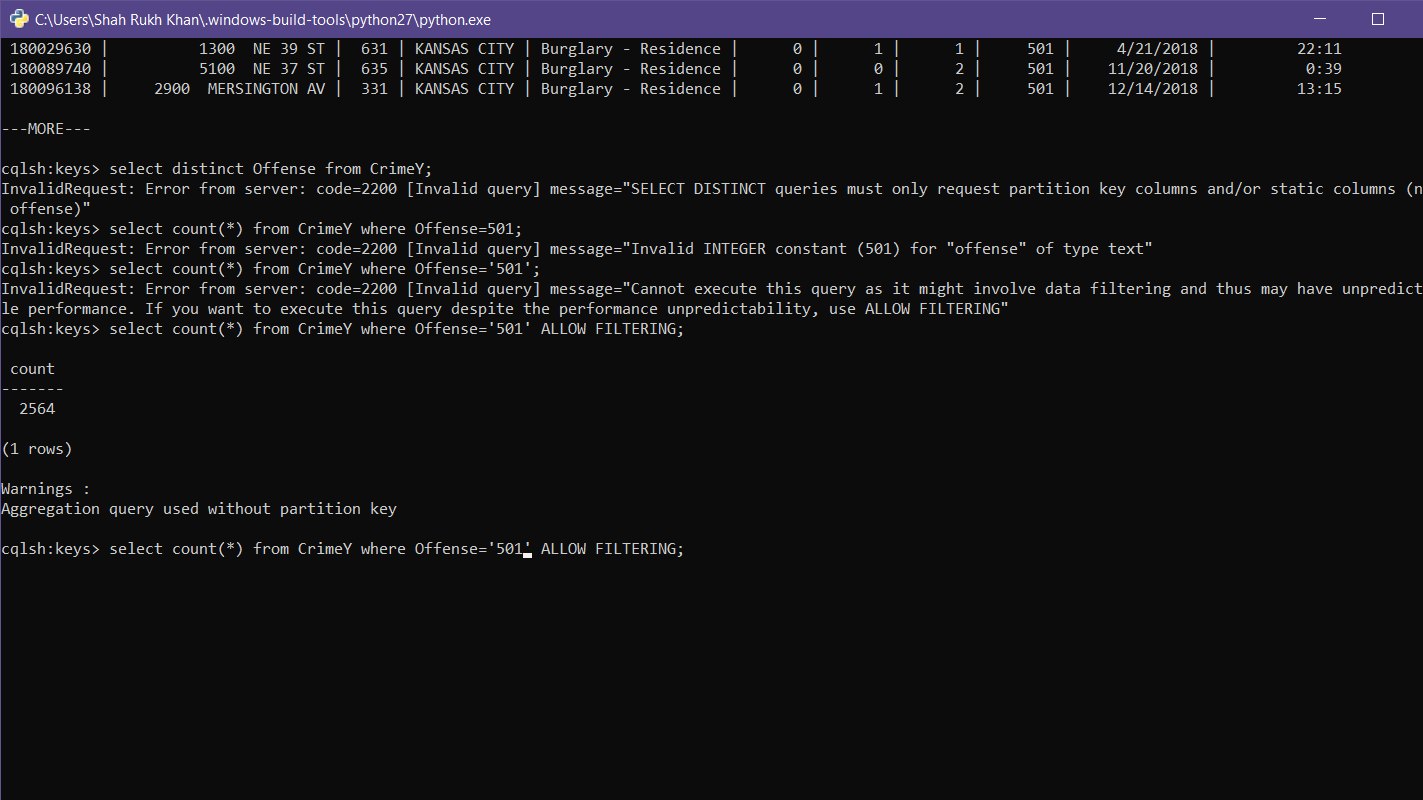 C:\Users\Shah Rukh Khan\.windows-build-tools\python27\python.exe
180029630 | 1300  NE 39 ST | 631 | KANSAS CITY | Burglary - Residence | 0 | 1 | 1 | 501 | 4/21/2018 | 22:11
180089740 | 5100  NE 37 ST | 635 | KANSAS CITY | Burglary - Residence | 0 | 0 | 2 | 501 | 11/20/2018 | 0:39
180096138 | 2900  MERSINGTON AV | 331 | KANSAS CITY | Burglary - Residence | 0 | 1 | 2 | 501 | 12/14/2018 | 13:15
---MORE---
cqlsh:keys> select distinct Offense from CrimeY;
InvalidRequest: Error from server: code=2200 [Invalid query] message="SELECT DISTINCT queries must only request partition key columns and/or static columns (n
offense)"
cqlsh:keys> select count(*) from CrimeY where Offense=501;
InvalidRequest: Error from server: code=2200 [Invalid query] message="Invalid INTEGER constant (501) for "offense" of type text"
cqlsh:keys> select count(*) from CrimeY where Offense='501';
InvalidRequest: Error from server: code=2200 [Invalid query] message="Cannot execute this query as it might involve data filtering and thus may have unpredict
le performance. If you want to execute this query despite the performance unpredictability, use ALLOW FILTERING"
cqlsh:keys> select count(*) from CrimeY where Offense='501' ALLOW FILTERING;
count
-------
2564
(1 rows)
Warnings :
Aggregation query used without partition key
cqlsh:keys> select count(*) from CrimeY where Offense='501' ALLOW FILTERING;